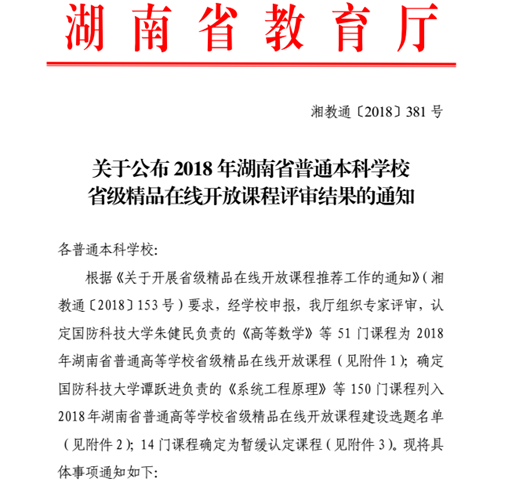 湖南省教育厅
湘教通〔2018〕381 号
关于公布 2018 年湖南省普通本科学校
省级精品在线开放课程评审结果的通知
各普通本科学校：
根据《关于开展省级精品在线开放课程推荐工作的通知》（湘
教通〔2018〕153 号）要求，经学校申报，我厅组织专家评审，认
定国防科技大学朱健民负责的《高等数学》等 51 门课程为 2018
年湖南省普通高等学校省级精品在线开放课程（见附件 1）；确定
国防科技大学谭跃进负责的《系统工程原理》等 150 门课程列入
2018 年湖南省普通高等学校省级精品在线开放课程建设选题名单
（见附件 2）；14 门课程确定为暂缓认定课程（见附件 3）。现将具
体事项通知如下：